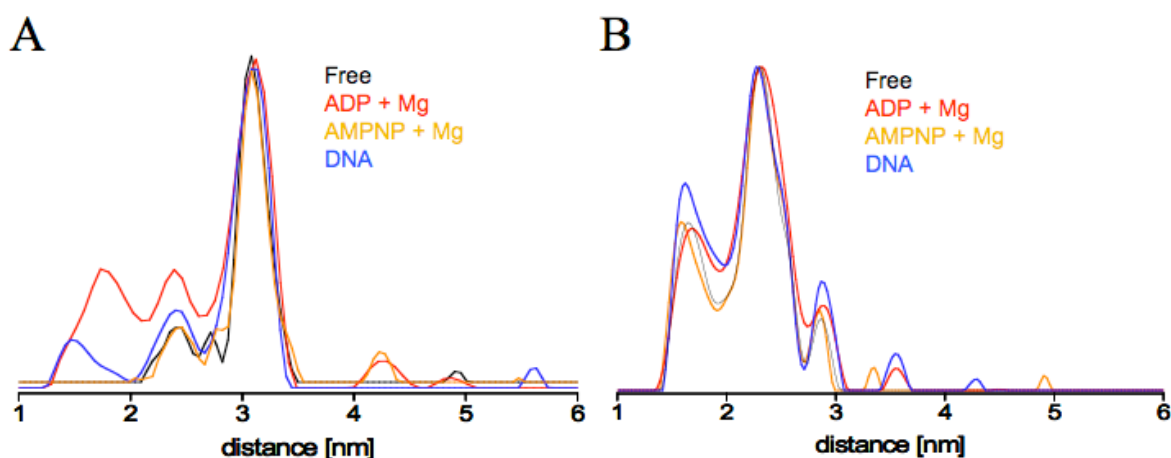 A
Free
ADP + Mg
AMPNP + Mg
DNA
1 2 3 4 5 6
distance [nm]
B
Free
ADP + Mg
AMPNP + Mg
DNA
1 2 3 4 5 6
distance [nm]